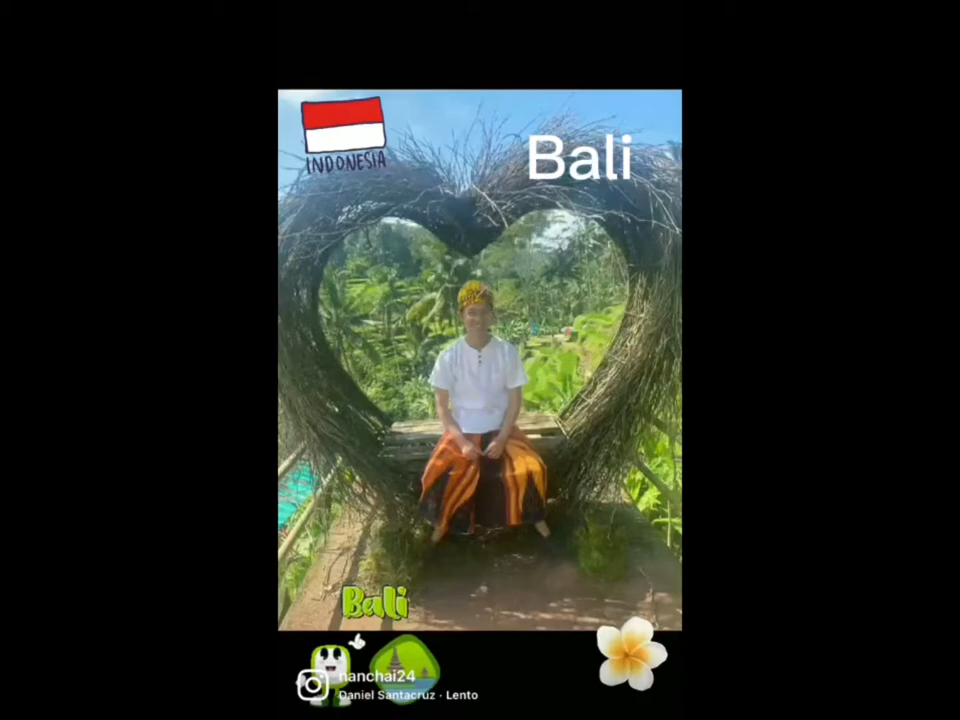 INDONESIA
Bali
Bali
nanchai24
Daniel Santacruz · Lento